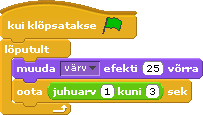 kui klõpsatakse
lõputult
muuda värv efekti 25 võrra
oota juhuarv 1 kuni 3 sek